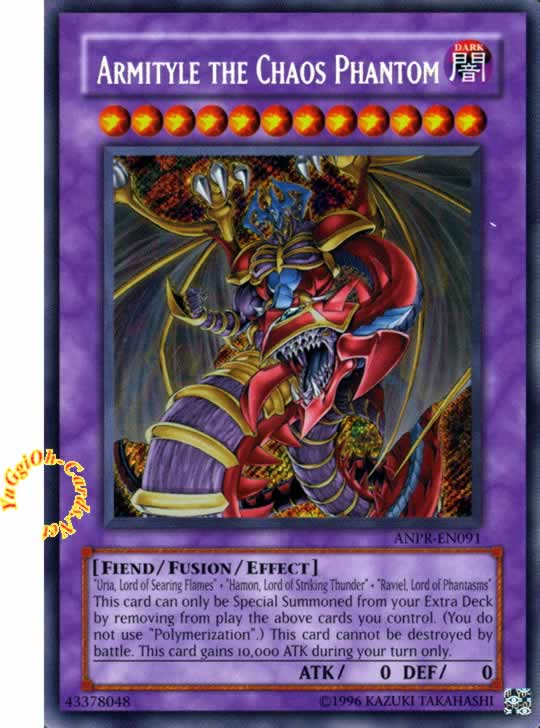 ARMITYLE THE CHAOS PHANTOM
DARK
闇
ANPR-EN091
YuGgiOh-Cards.Net
[FIEND/FUSION/EFFECT]
"Uria, Lord of Searing Flames" + "Hamon, Lord of Striking Thunder" + "Raviel, Lord of Phantasms"
This card can only be Special Summoned from your Extra Deck
by removing from play the above cards you control. (You do
not use "Polymerization".) This card cannot be destroyed by
battle. This card gains 10,000 ATK during your turn only.
ATK/ 0 DEF/ 0
43378048
©1996 KAZUKI TAKAHASHI